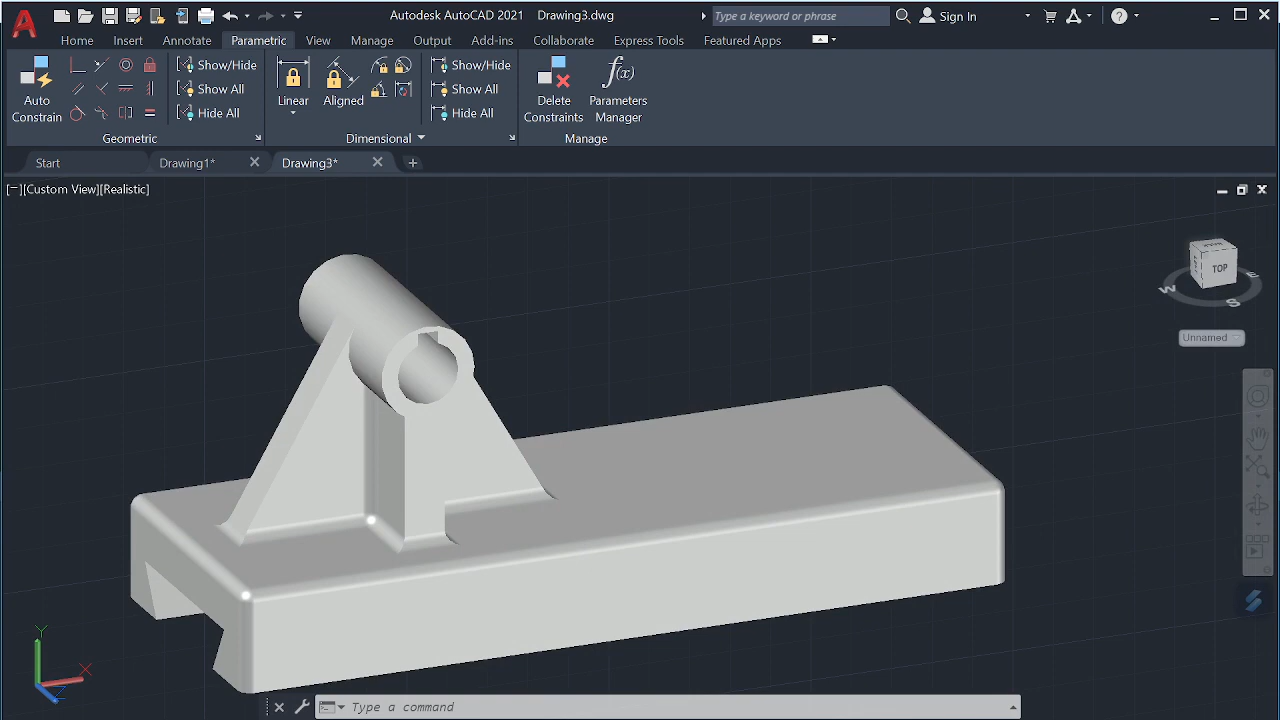 Autodesk AutoCAD 2021 Drawing3.dwg Type a keyword or phrase Sign In
Home Insert Annotate Parametric View Manage Output Add-ins Collaborate Express Tools Featured Apps
Auto
Constrain
Show/Hide
Show All
Hide All
Geometric
Linear
Aligned
Show/Hide
Show All
Hide All
Dimensional
Delete
Constraints
f(x)
Parameters
Manager
Manage
Start Drawing1* Drawing3*
[−][Custom View][Realistic]
TOP
W
S
E
Unnamed
Y
X
Z
Type a command